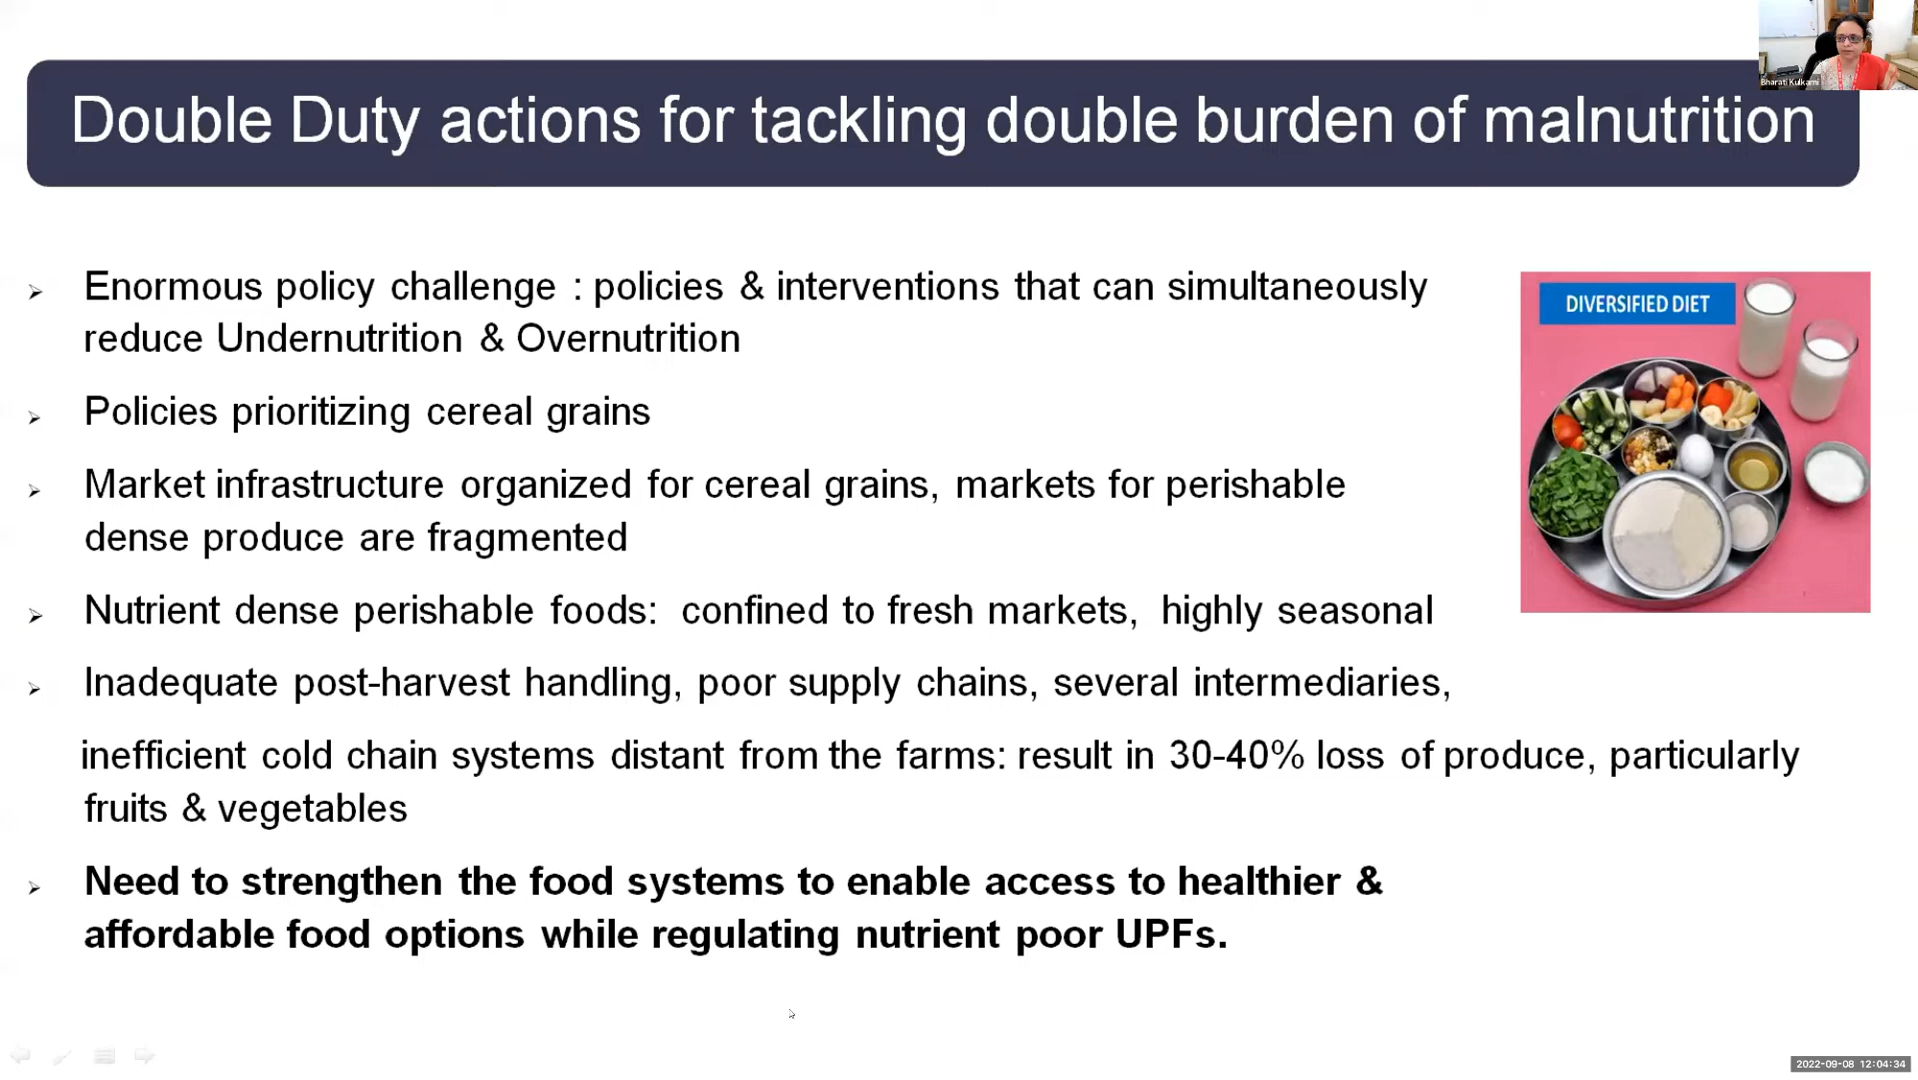 Bharati Kulkarni
Double Duty actions for tackling double burden of malnutrition
Enormous policy challenge : policies & interventions that can simultaneously
reduce Undernutrition & Overnutrition
Policies prioritizing cereal grains
Market infrastructure organized for cereal grains, markets for perishable
dense produce are fragmented
Nutrient dense perishable foods: confined to fresh markets, highly seasonal
Inadequate post-harvest handling, poor supply chains, several intermediaries,
inefficient cold chain systems distant from the farms: result in 30-40% loss of produce, particularly
fruits & vegetables
Need to strengthen the food systems to enable access to healthier &
affordable food options while regulating nutrient poor UPFs.
DIVERSIFIED DIET
2022-09-08 12:04:34